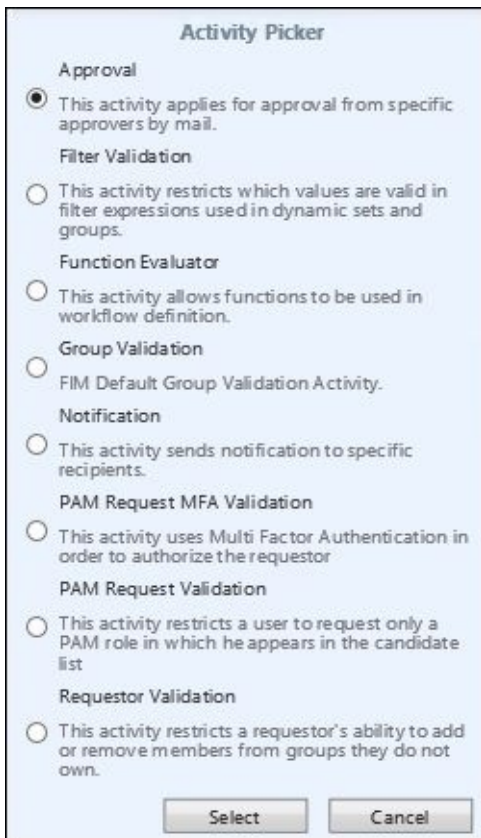 Activity Picker
Approval
This activity applies for approval from specific
approvers by mail.
Filter Validation
This activity restricts which values are valid in
filter expressions used in dynamic sets and
groups.
Function Evaluator
This activity allows functions to be used in
workflow definition.
Group Validation
FIM Default Group Validation Activity.
Notification
This activity sends notification to specific
recipients.
PAM Request MFA Validation
This activity uses Multi Factor Authentication in
order to authorize the requestor
PAM Request Validation
This activity restricts a user to request only a
PAM role in which he appears in the candidate
list
Requestor Validation
This activity restricts a requestor's ability to add
or remove members from groups they do not
own.
Select
Cancel